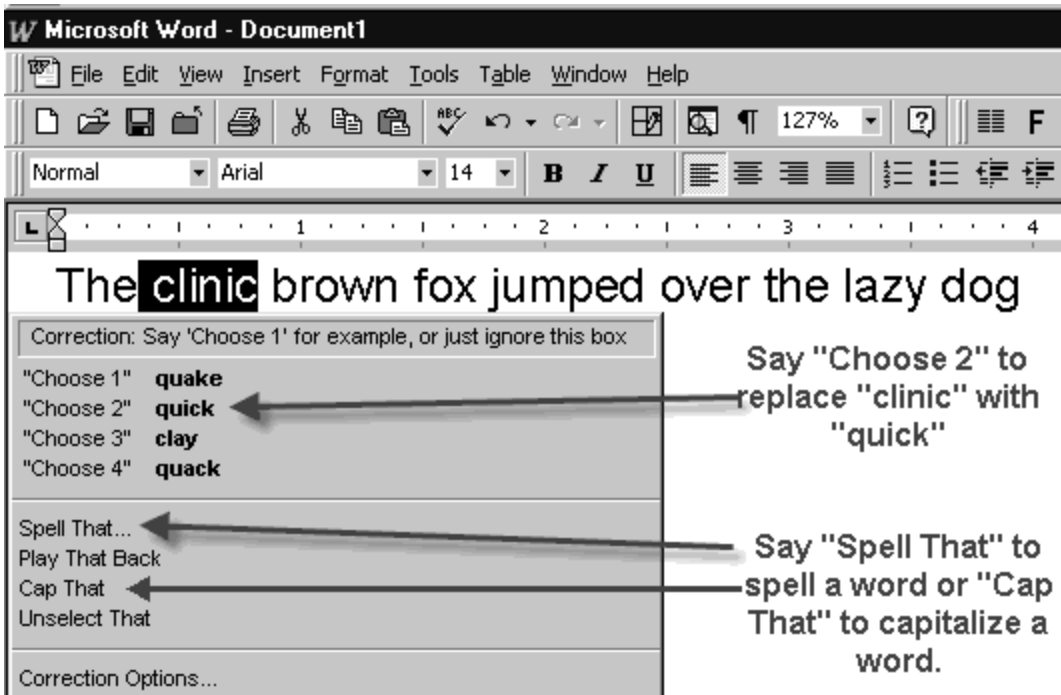 W Microsoft Word - Document1
File Edit View Insert Format Tools Table Window Help
ABC 127%
Normal Arial 14 B I U
1 2 3 4
The clinic brown fox jumped over the lazy dog
Correction: Say 'Choose 1' for example, or just ignore this box
"Choose 1" quake
"Choose 2" quick
"Choose 3" clay
"Choose 4" quack
Say "Choose 2" to
replace "clinic" with
"quick"
Spell That...
Play That Back
Cap That
Unselect That
Correction Options...
Say "Spell That" to
spell a word or "Cap
That" to capitalize a
word.